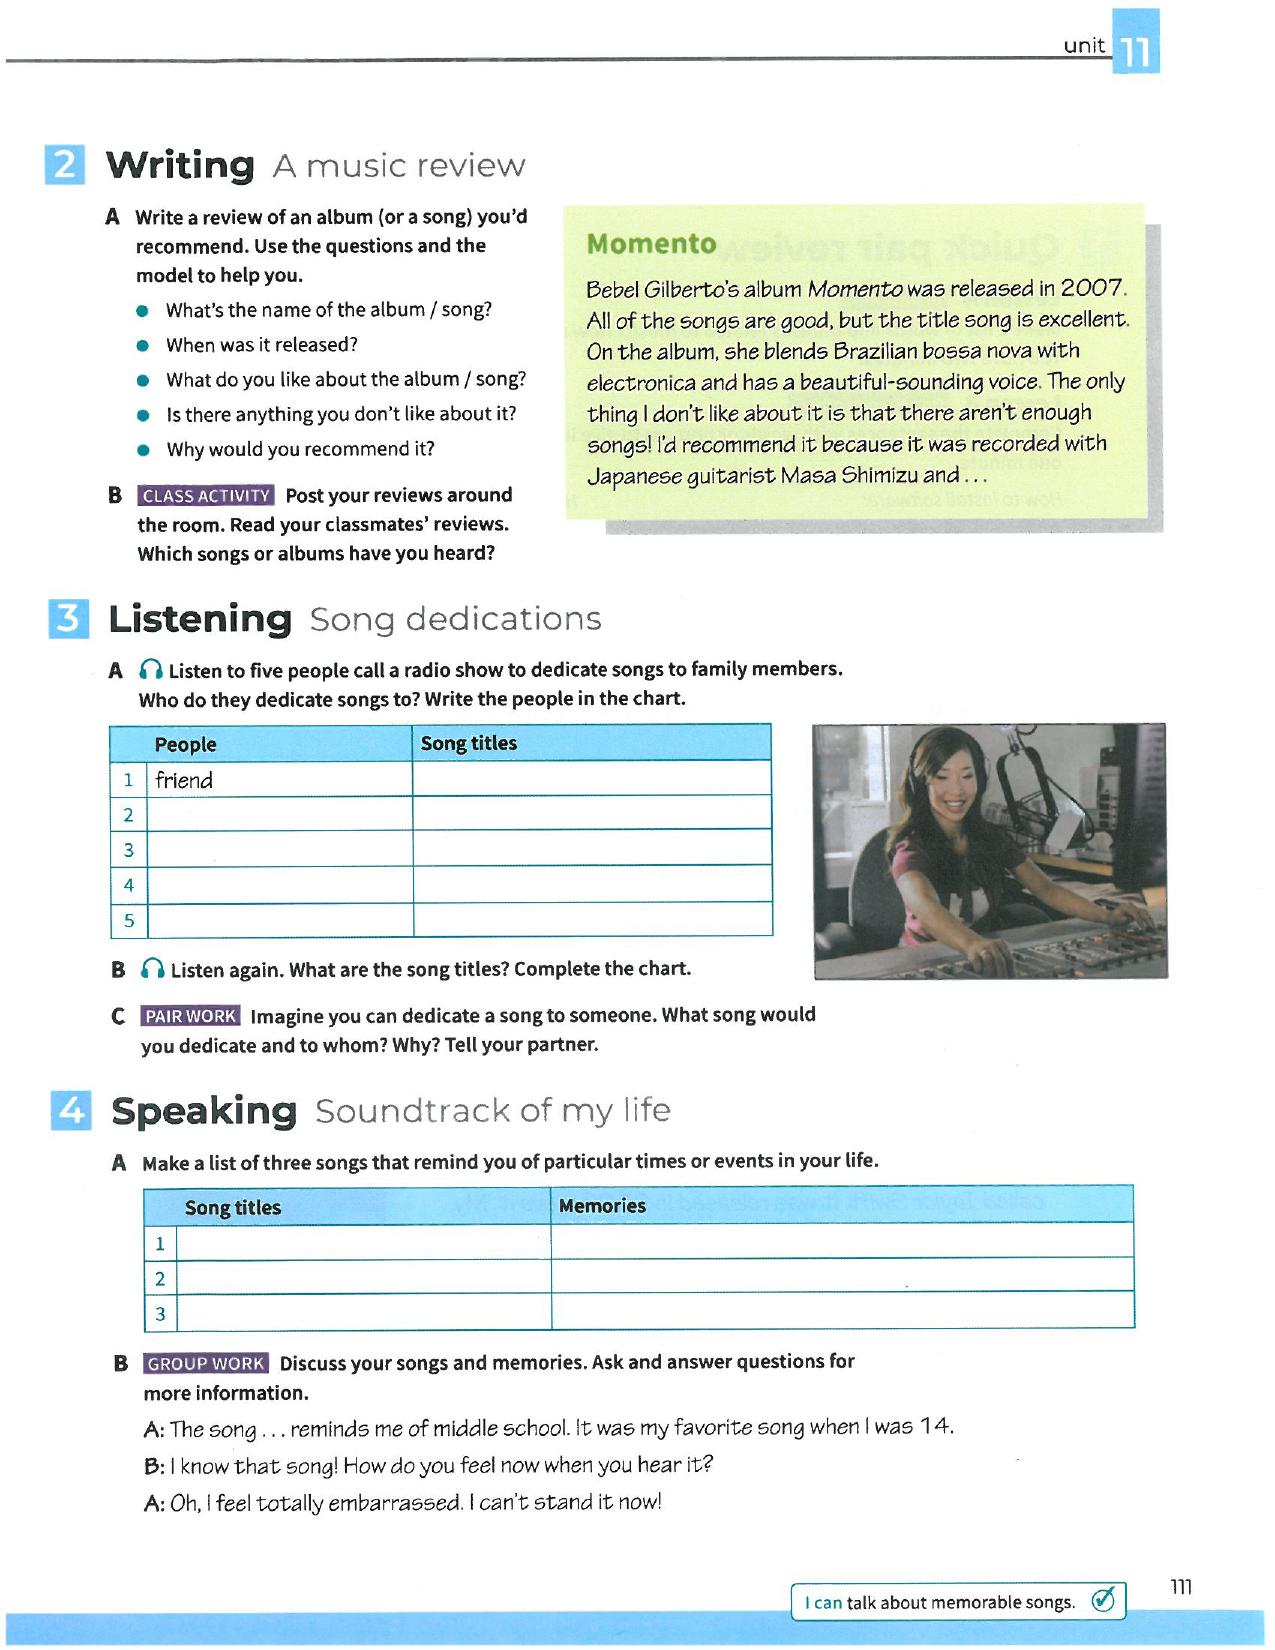 unit 11
2 Writing A music review
A Write a review of an album (or a song) you'd
recommend. Use the questions and the
model to help you.
• What's the name of the album / song?
• When was it released?
• What do you like about the album / song?
• Is there anything you don't like about it?
• Why would you recommend it?
B CLASS ACTIVITY Post your reviews around
the room. Read your classmates' reviews.
Which songs or albums have you heard?
Momento
Bebel Gilberto's album Momento was released in 2007.
All of the songs are good, but the title song is excellent.
On the album, she blends Brazilian bossa nova with
electronica and has a beautiful-sounding voice. The only
thing I don't like about it is that there aren't enough
songs! I'd recommend it because it was recorded with
Japanese guitarist Masa Shimizu and . . .
3 Listening Song dedications
A Listen to five people call a radio show to dedicate songs to family members.
Who do they dedicate songs to? Write the people in the chart.
People Song titles
1 friend
2
3
4
5
B Listen again. What are the song titles? Complete the chart.
C PAIR WORK Imagine you can dedicate a song to someone. What song would
you dedicate and to whom? Why? Tell your partner.
4 Speaking Soundtrack of my life
A Make a list of three songs that remind you of particular times or events in your life.
Song titles Memories
1
2
3
B GROUP WORK Discuss your songs and memories. Ask and answer questions for
more information.
A: The song . . . reminds me of middle school. It was my favorite song when I was 14.
B: I know that song! How do you feel now when you hear it?
A: Oh, I feel totally embarrassed. I can't stand it now!
I can talk about memorable songs.
111